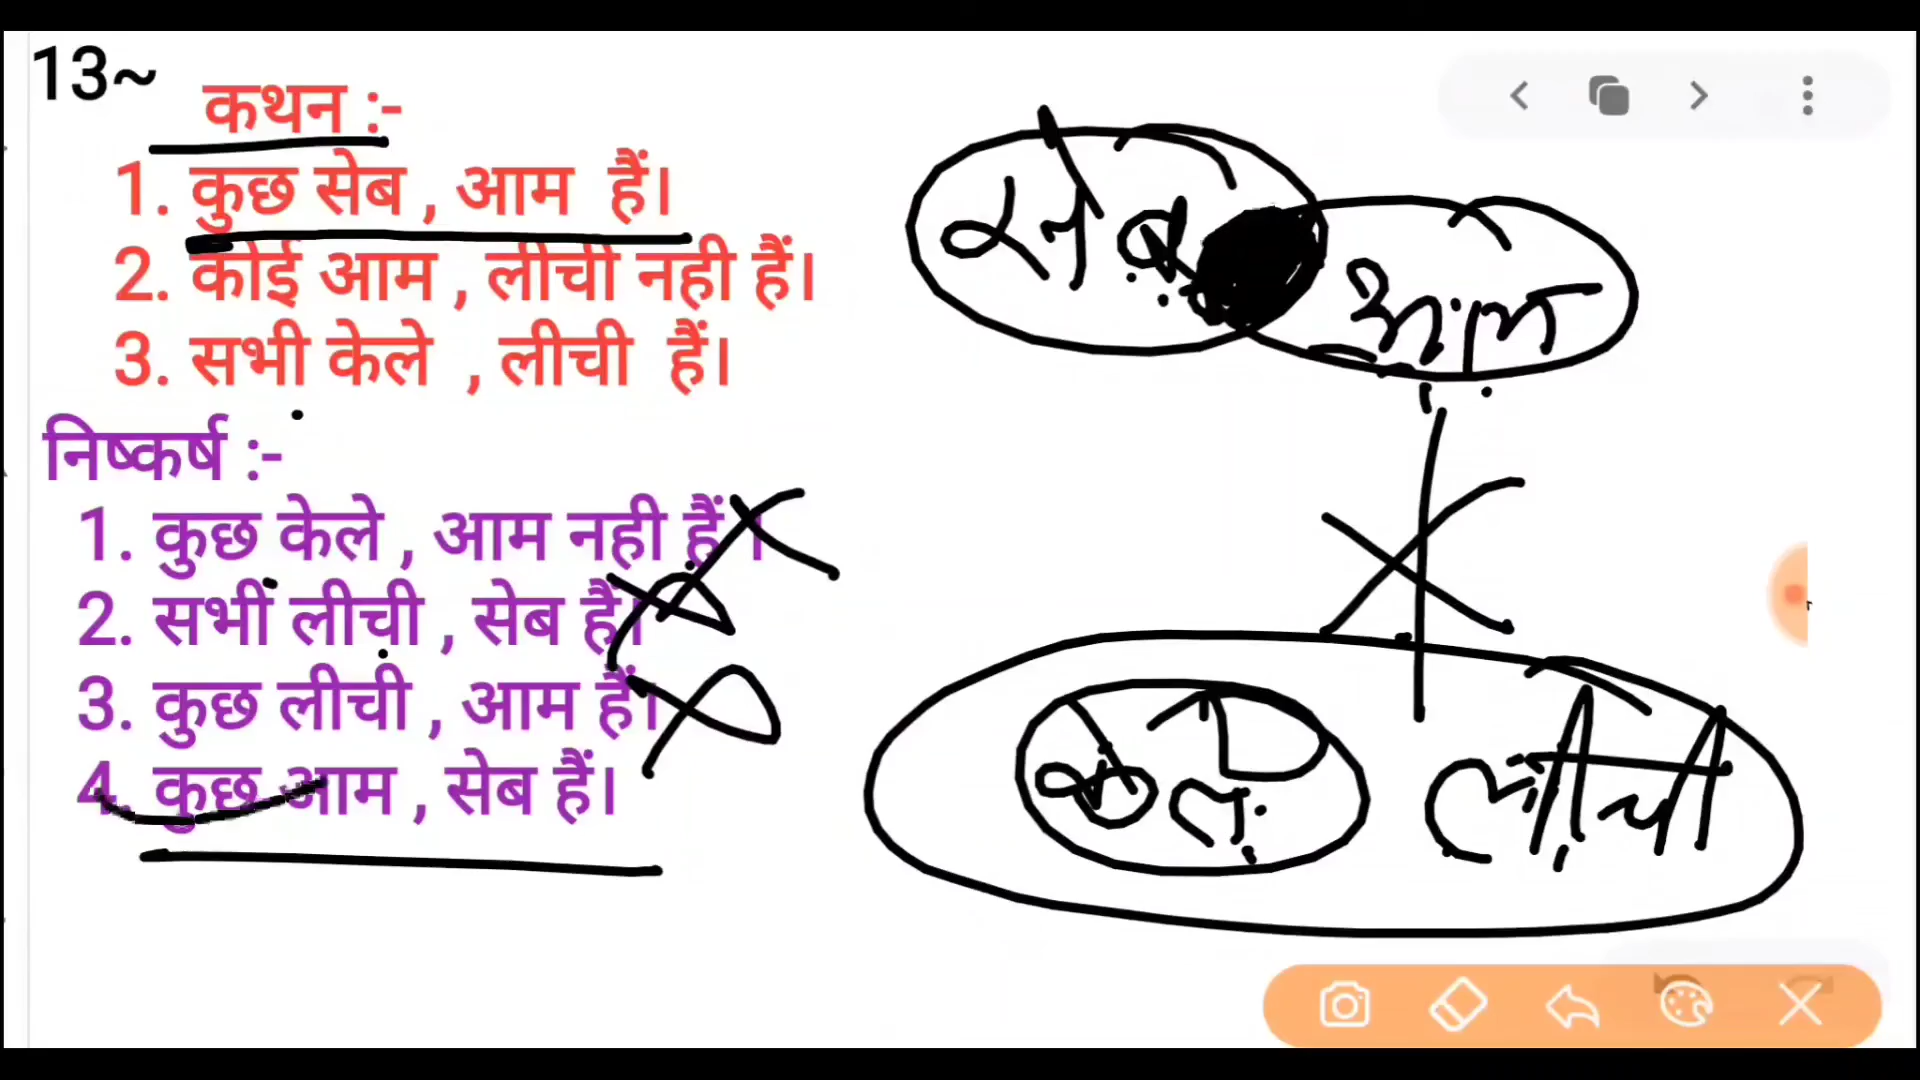 13~
कथन :-
1. कुछ सेब , आम हैं।
2. कोई आम , लीची नही हैं।
3. सभी केले , लीची हैं।
निष्कर्ष :-
1. कुछ केले , आम नही हैं ।
2. सभी लीची , सेब हैं।
3. कुछ लीची , आम हैं।
4. कुछ आम , सेब हैं।
सेब
आम
केले
लीची